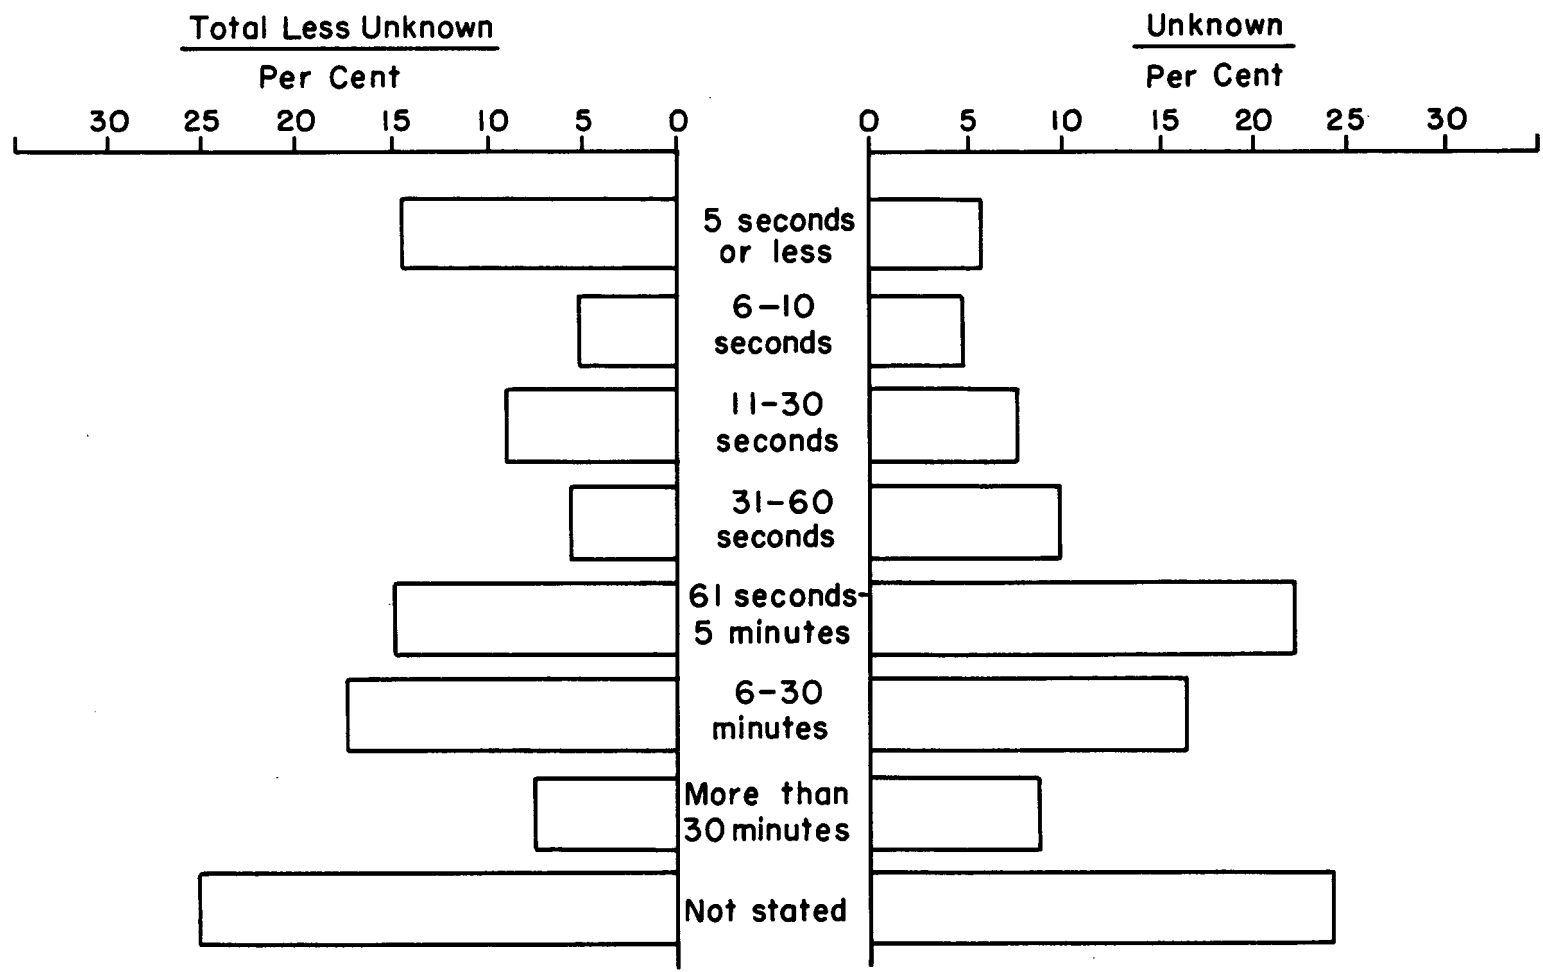 Total Less Unknown
Per Cent
30 25 20 15 10 5 0
Unknown
Per Cent
0 5 10 15 20 25 30
5 seconds
or less
6-10
seconds
11-30
seconds
31-60
seconds
61 seconds-
5 minutes
6-30
minutes
More than
30 minutes
Not stated